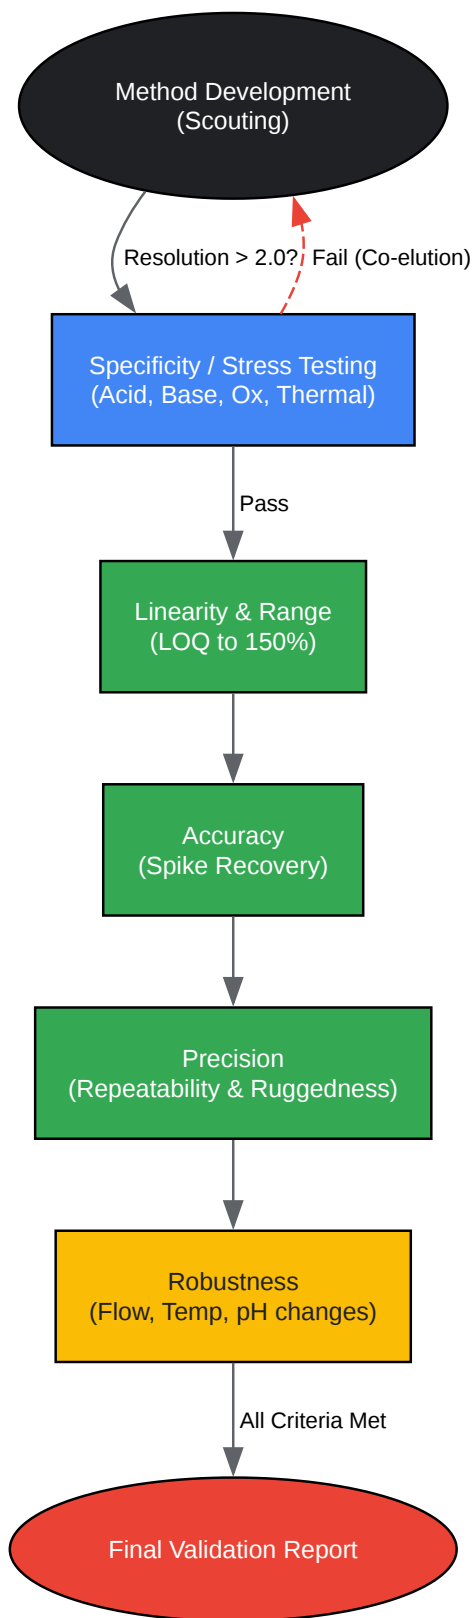 Method Development
(Scouting)
Resolution > 2.0?
Fail (Co-elution)
Specificity / Stress Testing
(Acid, Base, Ox, Thermal)
Pass
Linearity & Range
(LOQ to 150%)
Accuracy
(Spike Recovery)
Precision
(Repeatability & Ruggedness)
Robustness
(Flow, Temp, pH changes)
All Criteria Met
Final Validation Report